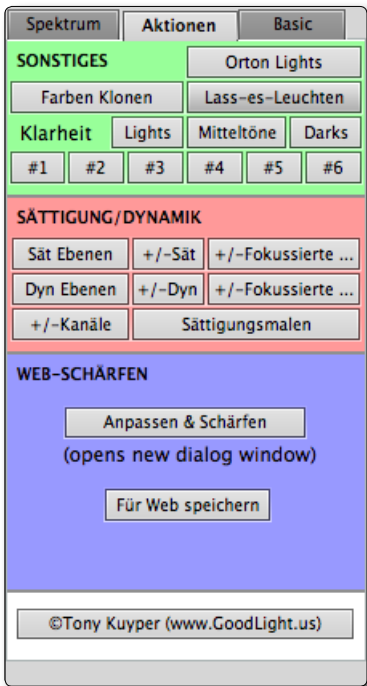 Spektrum Aktionen Basic
SONSTIGES Orton Lights
Farben Klonen Lass-es-Leuchten
Klarheit Lights Mitteltöne Darks
#1 #2 #3 #4 #5 #6
SÄTTIGUNG/DYNAMIK
Sät Ebenen +/-Sät +/-Fokussierte ...
Dyn Ebenen +/-Dyn +/-Fokussierte ...
+/-Kanäle Sättigungsmalen
WEB-SCHÄRFEN
Anpassen & Schärfen
(opens new dialog window)
Für Web speichern
©Tony Kuyper (www.GoodLight.us)